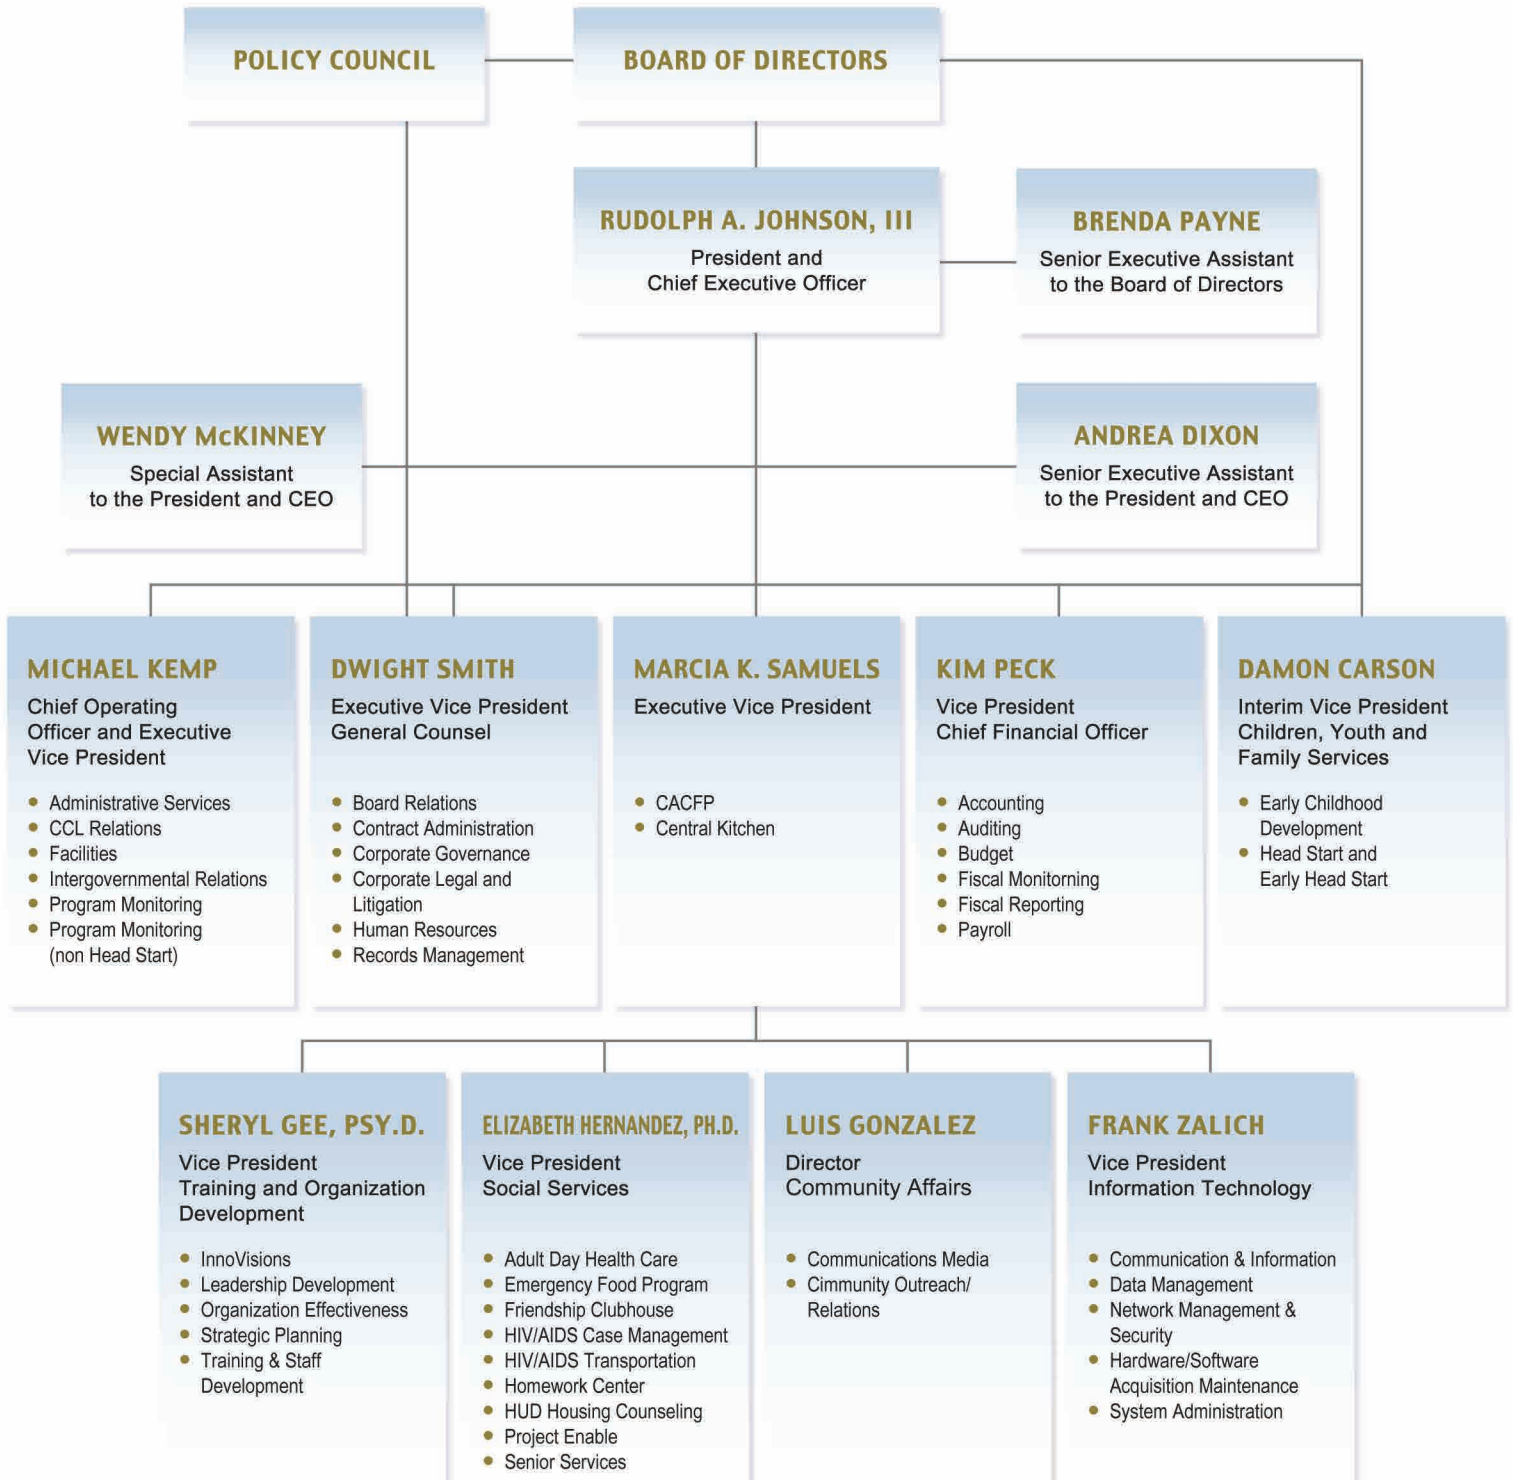 POLICY COUNCIL
BOARD OF DIRECTORS
RUDOLPH A. JOHNSON, III
President and
Chief Executive Officer
BRENDA PAYNE
Senior Executive Assistant
to the Board of Directors
WENDY McKINNEY
Special Assistant
to the President and CEO
ANDREA DIXON
Senior Executive Assistant
to the President and CEO
MICHAEL KEMP
Chief Operating
Officer and Executive
Vice President
• Administrative Services
• CCL Relations
• Facilities
• Intergovernmental Relations
• Program Monitoring
• Program Monitoring
(non Head Start)
DWIGHT SMITH
Executive Vice President
General Counsel
• Board Relations
• Contract Administration
• Corporate Governance
• Corporate Legal and
Litigation
• Human Resources
• Records Management
MARCIA K. SAMUELS
Executive Vice President
• CACFP
• Central Kitchen
KIM PECK
Vice President
Chief Financial Officer
• Accounting
• Auditing
• Budget
• Fiscal Monitorning
• Fiscal Reporting
• Payroll
DAMON CARSON
Interim Vice President
Children, Youth and
Family Services
• Early Childhood
Development
• Head Start and
Early Head Start
SHERYL GEE, PSY.D.
Vice President
Training and Organization
Development
• InnoVisions
• Leadership Development
• Organization Effectiveness
• Strategic Planning
• Training & Staff
Development
ELIZABETH HERNANDEZ, PH.D.
Vice President
Social Services
• Adult Day Health Care
• Emergency Food Program
• Friendship Clubhouse
• HIV/AIDS Case Management
• HIV/AIDS Transportation
• Homework Center
• HUD Housing Counseling
• Project Enable
• Senior Services
LUIS GONZALEZ
Director
Community Affairs
• Communications Media
• Cimmunity Outreach/
Relations
FRANK ZALICH
Vice President
Information Technology
• Communication & Information
• Data Management
• Network Management &
Security
• Hardware/Software
Acquisition Maintenance
• System Administration